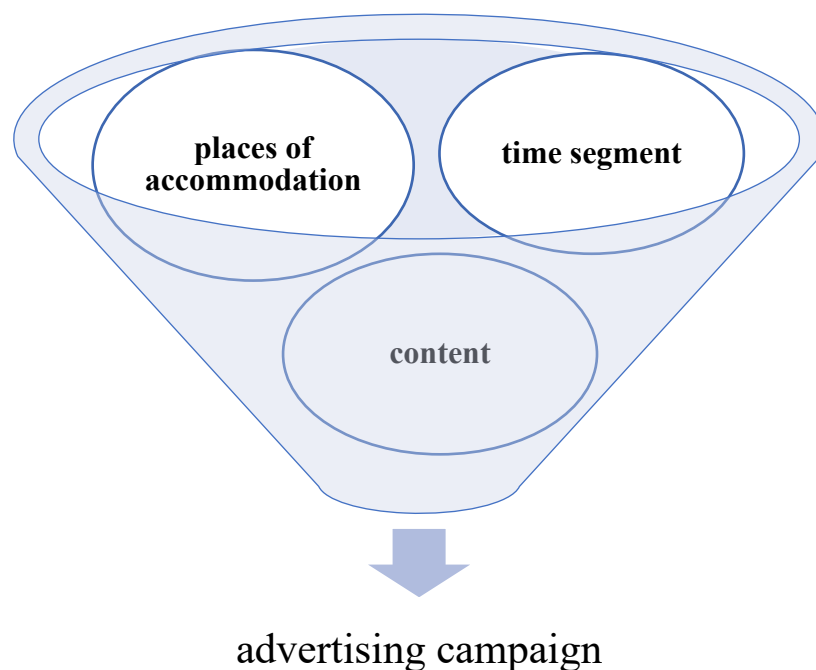 places of
accommodation
time segment
content
advertising campaign